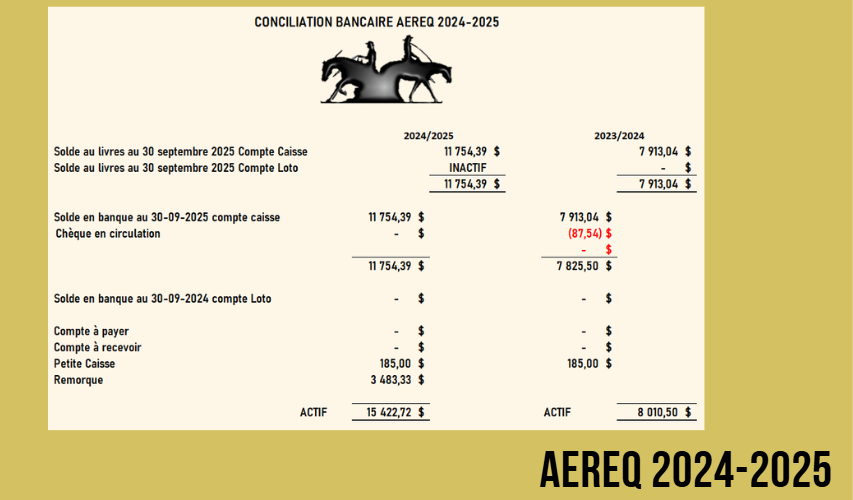 CONCILIATION BANCAIRE AEREQ 2024-2025
2024/2025 2023/2024
Solde au livres au 30 septembre 2025 Compte Caisse 11 754,39 $ 7 913,04 $
Solde au livres au 30 septembre 2025 Compte Loto INACTIF - $
11 754,39 $ 7 913,04 $
Solde en banque au 30-09-2025 compte caisse 11 754,39 $ 7 913,04 $
Chèque en circulation - $ (87,54) $
- $
11 754,39 $ 7 825,50 $
Solde en banque au 30-09-2024 compte Loto - $ - $
Compte à payer - $ - $
Compte à recevoir - $ - $
Petite Caisse 185,00 $ 185,00 $
Remorque 3 483,33 $
ACTIF 15 422,72 $ ACTIF 8 010,50 $
AEREQ 2024-2025